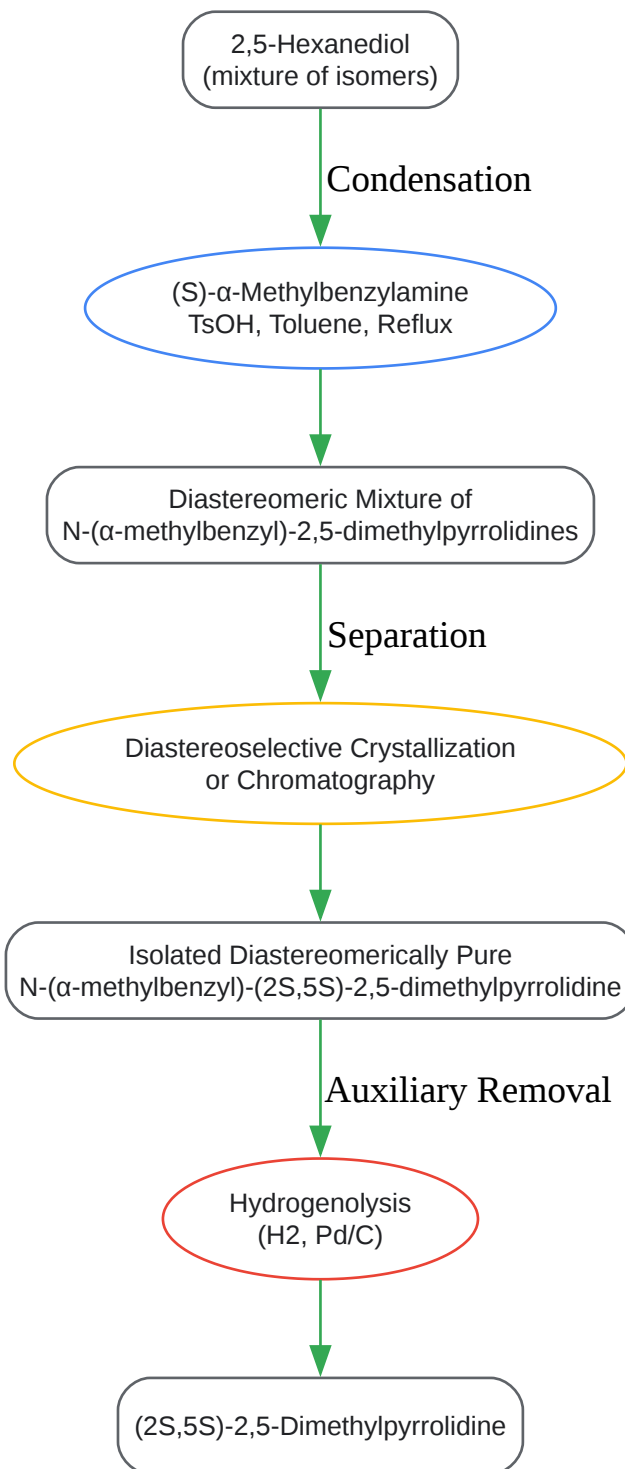 2,5-Hexanediol
(mixture of isomers)
Condensation
(S)-α-Methylbenzylamine
TsOH, Toluene, Reflux
Diastereomeric Mixture of
N-(α-methylbenzyl)-2,5-dimethylpyrrolidines
Separation
Diastereoselective Crystallization
or Chromatography
Isolated Diastereomerically Pure
N-(α-methylbenzyl)-(2S,5S)-2,5-dimethylpyrrolidine
Auxiliary Removal
Hydrogenolysis
(H2, Pd/C)
(2S,5S)-2,5-Dimethylpyrrolidine